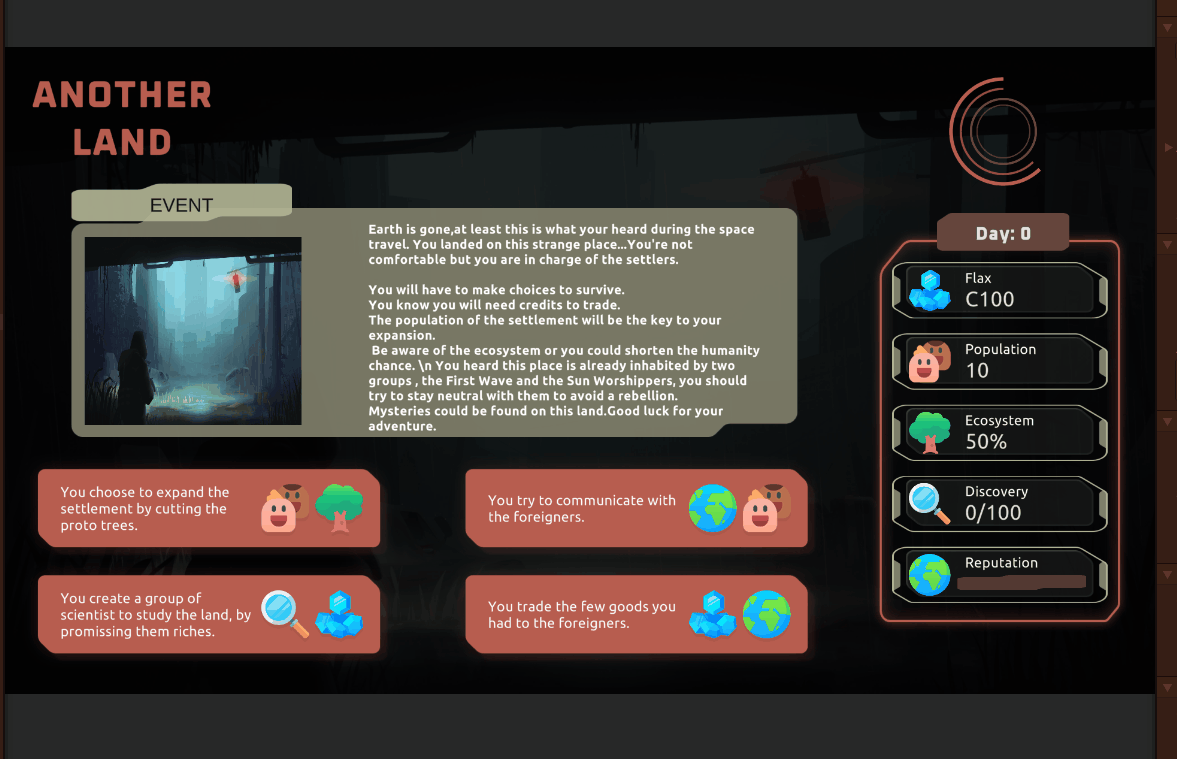 ANOTHER
LAND
EVENT
Earth is gone,at least this is what your heard during the space
travel. You landed on this strange place...You're not
comfortable but you are in charge of the settlers.
You will have to make choices to survive.
You know you will need credits to trade.
The population of the settlement will be the key to your
expansion.
Be aware of the ecosystem or you could shorten the humanity
chance. \n You heard this place is already inhabited by two
groups , the First Wave and the Sun Worshippers, you should
try to stay neutral with them to avoid a rebellion.
Mysteries could be found on this land.Good luck for your
adventure.
You choose to expand the
settlement by cutting the
proto trees.
You try to communicate with
the foreigners.
You create a group of
scientist to study the land, by
promissing them riches.
You trade the few goods you
had to the foreigners.
Day: 0
Flax
C100
Population
10
Ecosystem
50%
Discovery
0/100
Reputation